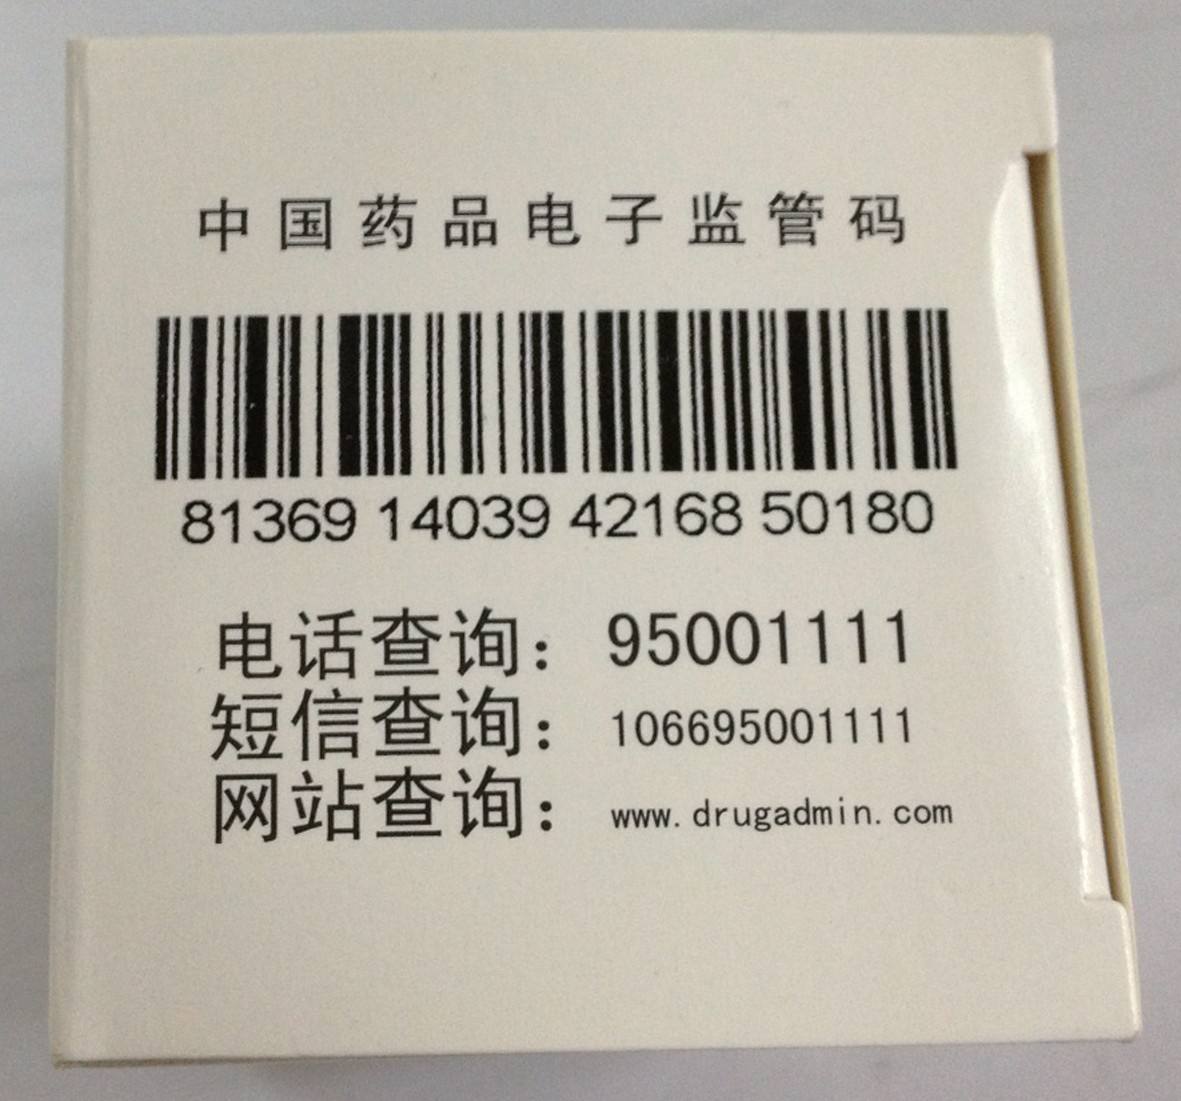 中国药品电子监管码
81369 14039 42168 50180
电话查询：95001111
短信查询：106695001111
网站查询：www.drugadmin.com